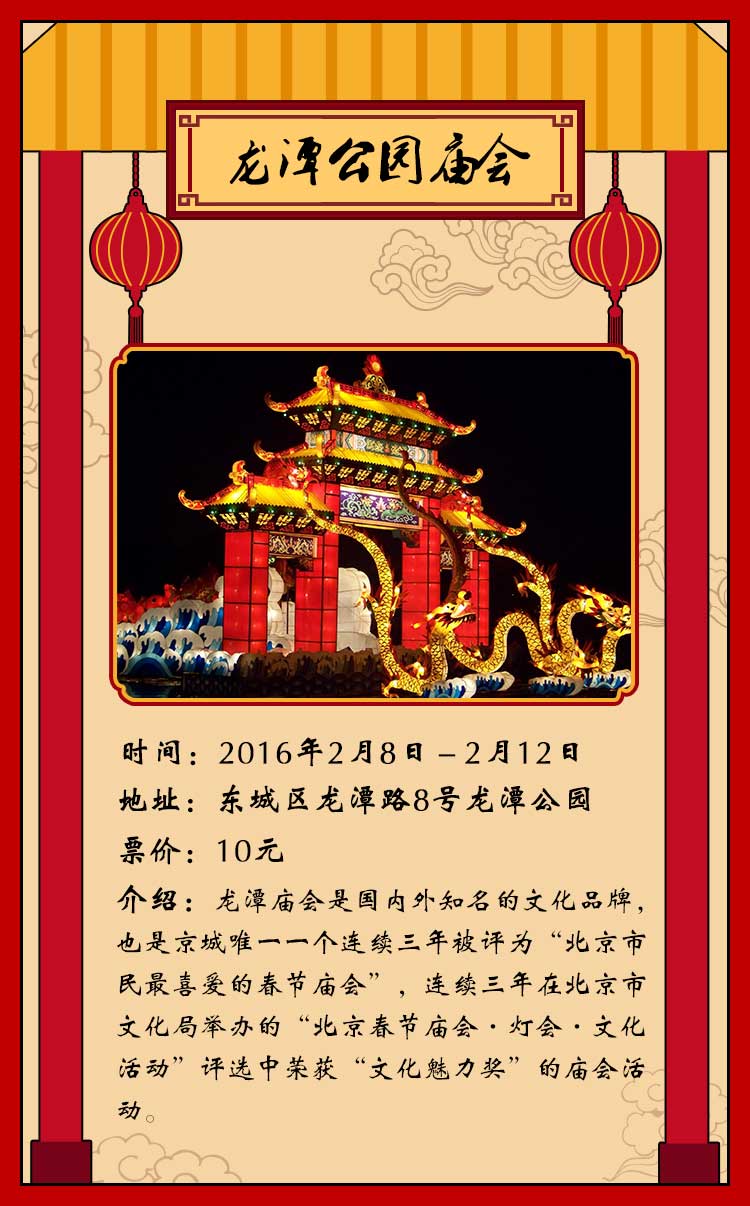 龙潭公园庙会
时间：2016年2月8日－2月12日
地址：东城区龙潭路8号龙潭公园
票价：10元
介绍：龙潭庙会是国内外知名的文化品牌，
也是京城唯一一个连续三年被评为“北京市
民最喜爱的春节庙会”，连续三年在北京市
文化局举办的“北京春节庙会·灯会·文化
活动”评选中荣获“文化魅力奖”的庙会活
动。